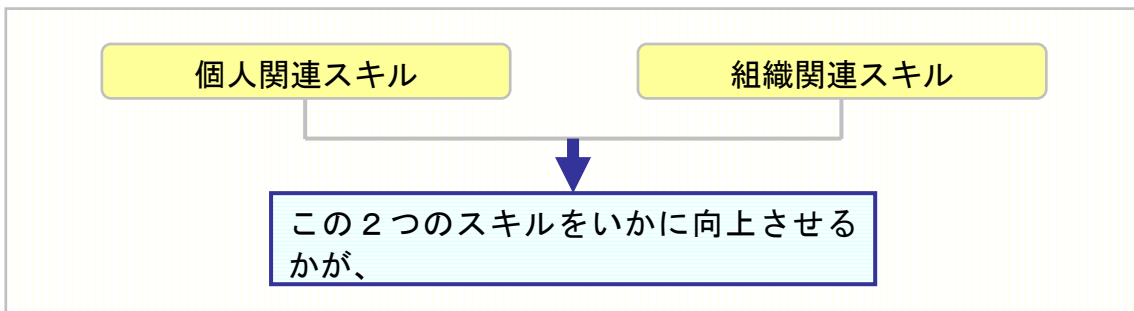 個人関連スキル
組織関連スキル
この２つのスキルをいかに向上させる
かが、